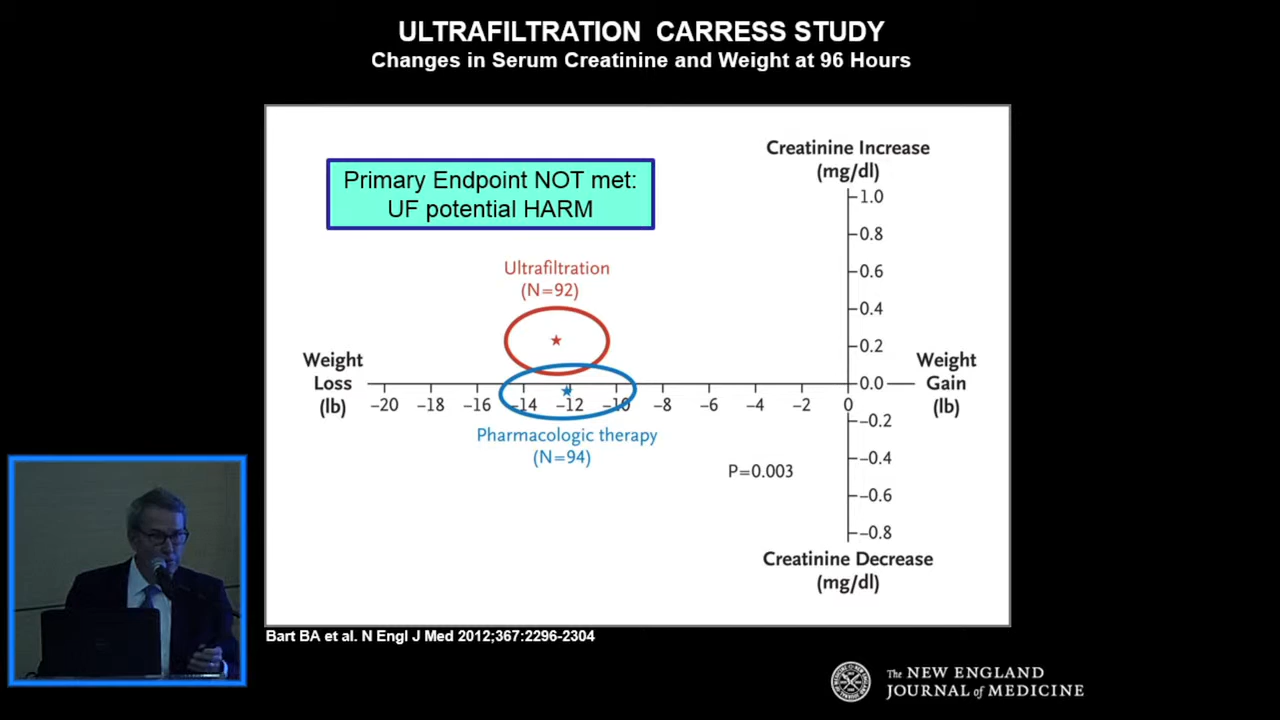 ULTRAFILTRATION CARRESS STUDY
Changes in Serum Creatinine and Weight at 96 Hours
Primary Endpoint NOT met:
UF potential HARM
Creatinine Increase
(mg/dl)
1.0
0.8
0.6
0.4
0.2
0.0
−0.2
−0.4
−0.6
−0.8
Ultrafiltration
(N=92)
Weight
Loss
(lb)
Weight
Gain
(lb)
−20 −18 −16 −14 −12 −10 −8 −6 −4 −2 0
Pharmacologic therapy
(N=94)
P=0.003
Creatinine Decrease
(mg/dl)
Bart BA et al. N Engl J Med 2012;367:2296-2304
The NEW ENGLAND
JOURNAL of MEDICINE